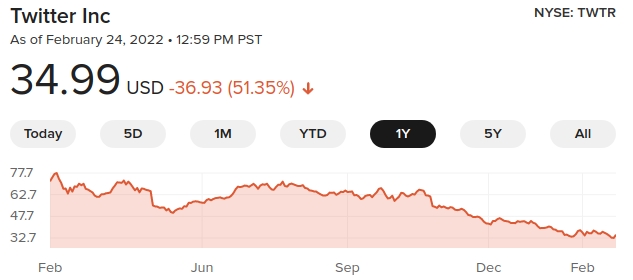 Twitter Inc
NYSE: TWTR
As of February 24, 2022 • 12:59 PM PST
34.99 USD -36.93 (51.35%) ↓
Today 5D 1M YTD 1Y 5Y All
77.7
62.7
47.7
32.7
Feb Jun Sep Dec Feb